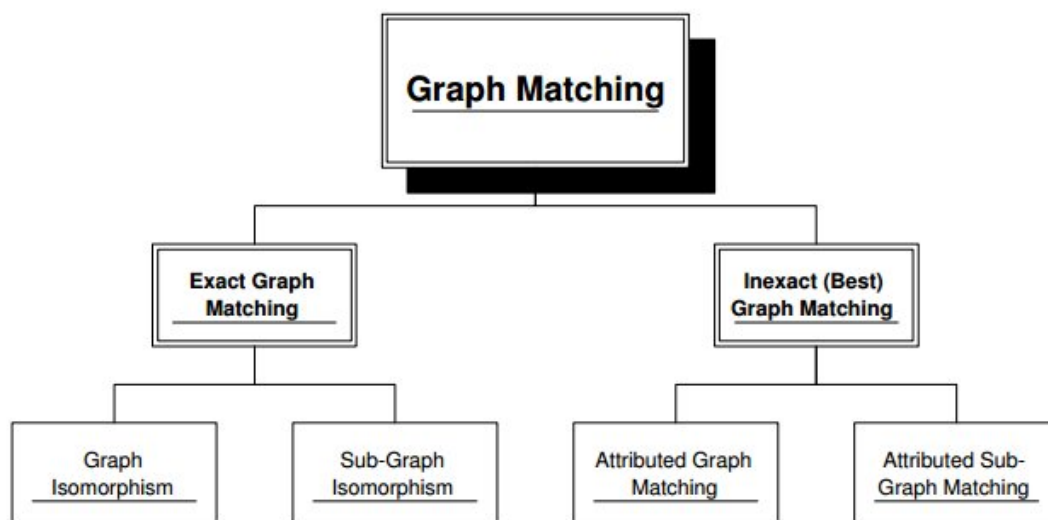 Graph Matching
Exact Graph
Matching
Inexact (Best)
Graph Matching
Graph
Isomorphism
Sub-Graph
Isomorphism
Attributed Graph
Matching
Attributed Sub-
Graph Matching